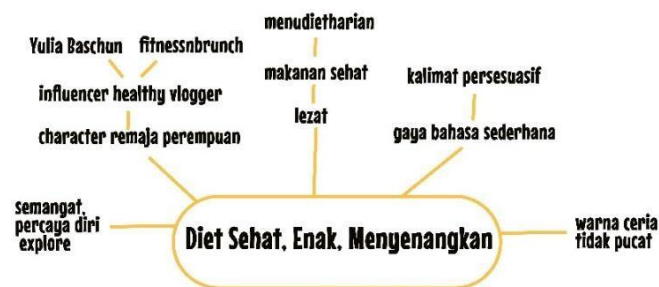 menudietharian
Yulia Baschun
fitnessnbrunch
makanan sehat
kalimat persesuasif
influencer healthy vlogger
lezat
character remaja perempuan
gaya bahasa sederhana
semangat,
percaya diri
explore
Diet Sehat, Enak, Menyenangkan
warna ceria
tidak pucat